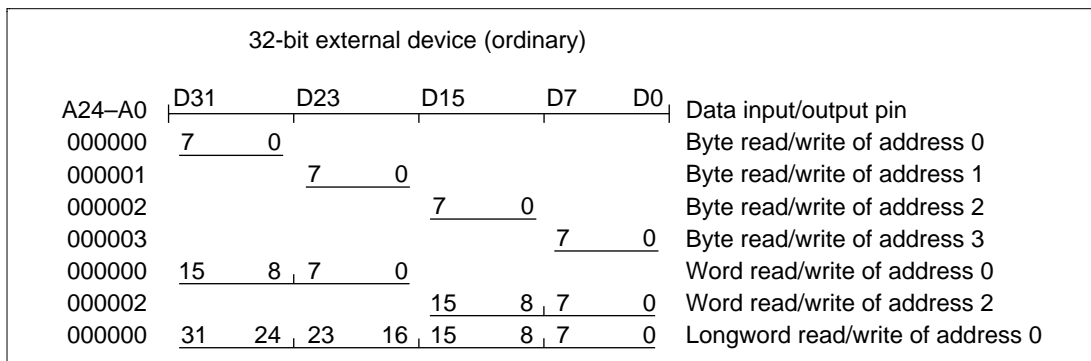 32-bit external device (ordinary)
A24–A0 D31 D23 D15 D7 D0 Data input/output pin
000000 7 0 Byte read/write of address 0
000001 7 0 Byte read/write of address 1
000002 7 0 Byte read/write of address 2
000003 7 0 Byte read/write of address 3
000000 15 8 7 0 Word read/write of address 0
000002 15 8 7 0 Word read/write of address 2
000000 31 24 23 16 15 8 7 0 Longword read/write of address 0